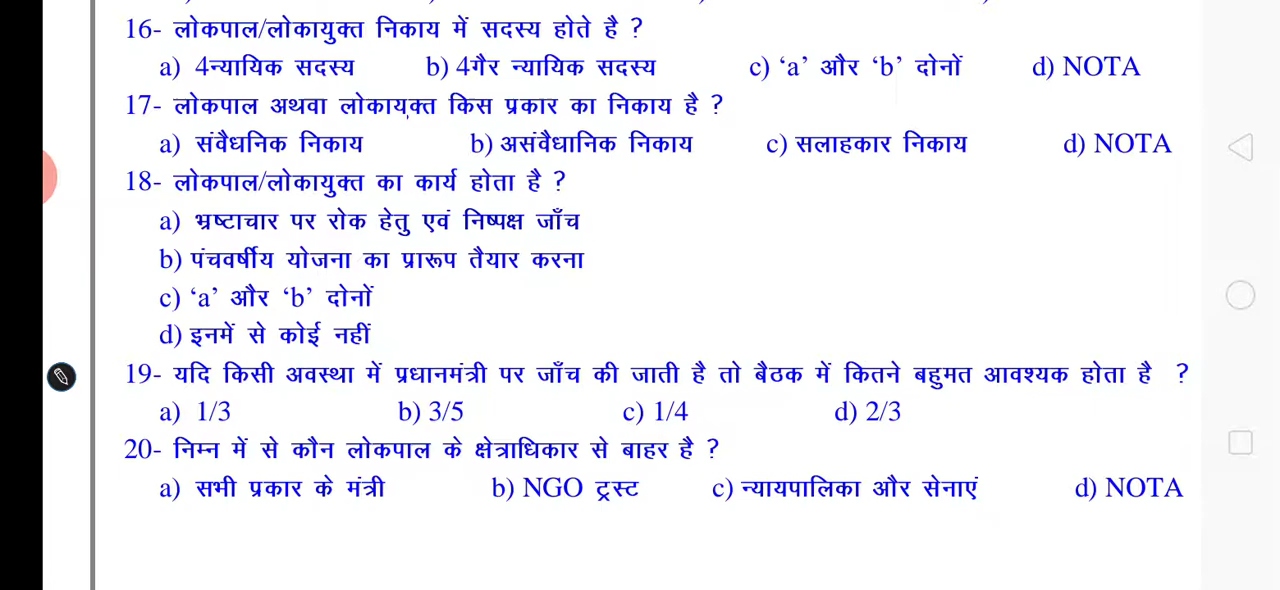 16- लोकपाल/लोकायुक्त निकाय में सदस्य होते है ?
a) 4न्यायिक सदस्य b) 4गैर न्यायिक सदस्य c) ‘a’ और ‘b’ दोनों d) NOTA
17- लोकपाल अथवा लोकायुक्त किस प्रकार का निकाय है ?
a) संवैधनिक निकाय b) असंवैधानिक निकाय c) सलाहकार निकाय d) NOTA
18- लोकपाल/लोकायुक्त का कार्य होता है ?
a) भ्रष्टाचार पर रोक हेतु एवं निष्पक्ष जाँच
b) पंचवर्षीय योजना का प्रारूप तैयार करना
c) ‘a’ और ‘b’ दोनों
d) इनमें से कोई नहीं
19- यदि किसी अवस्था में प्रधानमंत्री पर जाँच की जाती है तो बैठक में कितने बहुमत आवश्यक होता है ?
a) 1/3 b) 3/5 c) 1/4 d) 2/3
20- निम्न में से कौन लोकपाल के क्षेत्राधिकार से बाहर है ?
a) सभी प्रकार के मंत्री b) NGO ट्रस्ट c) न्यायपालिका और सेनाएं d) NOTA